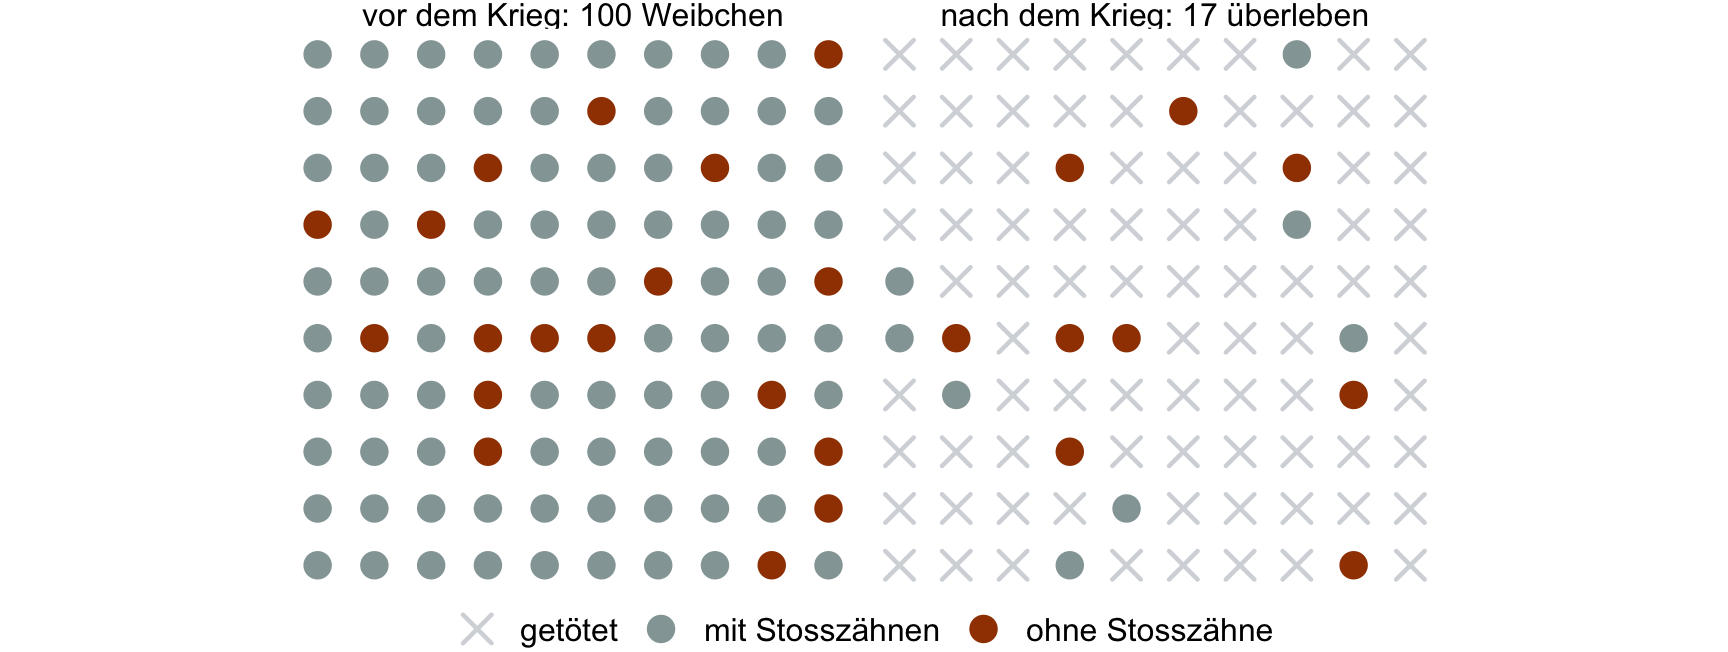 vor dem Krieg: 100 Weibchen
nach dem Krieg: 17 überleben
getötet
mit Stosszähnen
ohne Stosszähne